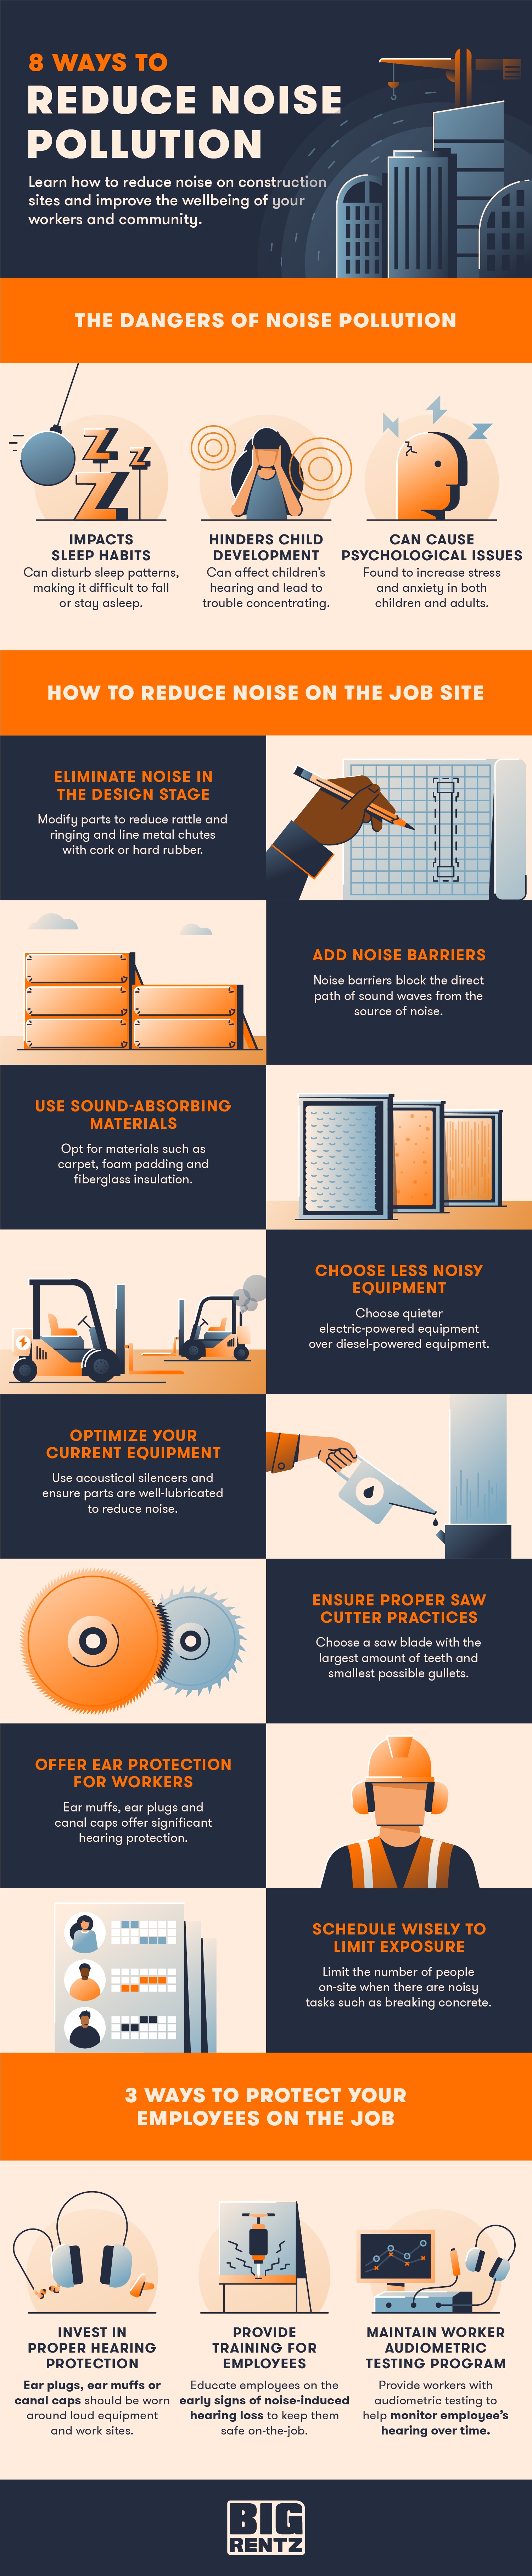 8 WAYS TO
REDUCE NOISE
POLLUTION
Learn how to reduce noise on construction
sites and improve the wellbeing of your
workers and community.
THE DANGERS OF NOISE POLLUTION
IMPACTS
SLEEP HABITS
Can disturb sleep patterns,
making it difficult to fall
or stay asleep.
HINDERS CHILD
DEVELOPMENT
Can affect children's
hearing and lead to
trouble concentrating.
CAN CAUSE
PSYCHOLOGICAL ISSUES
Found to increase stress
and anxiety in both
children and adults.
HOW TO REDUCE NOISE ON THE JOB SITE
ELIMINATE NOISE IN
THE DESIGN STAGE
Modify parts to reduce rattle and
ringing and line metal chutes
with cork or hard rubber.
ADD NOISE BARRIERS
Noise barriers block the direct
path of sound waves from the
source of noise.
USE SOUND-ABSORBING
MATERIALS
Opt for materials such as
carpet, foam padding and
fiberglass insulation.
CHOOSE LESS NOISY
EQUIPMENT
Choose quieter
electric-powered equipment
over diesel-powered equipment.
OPTIMIZE YOUR
CURRENT EQUIPMENT
Use acoustical silencers and
ensure parts are well-lubricated
to reduce noise.
ENSURE PROPER SAW
CUTTER PRACTICES
Choose a saw blade with the
largest amount of teeth and
smallest possible gullets.
OFFER EAR PROTECTION
FOR WORKERS
Ear muffs, ear plugs and
canal caps offer significant
hearing protection.
SCHEDULE WISELY TO
LIMIT EXPOSURE
Limit the number of people
on-site when there are noisy
tasks such as breaking concrete.
3 WAYS TO PROTECT YOUR
EMPLOYEES ON THE JOB
INVEST IN
PROPER HEARING
PROTECTION
Ear plugs, ear muffs or
canal caps should be worn
around loud equipment
and work sites.
PROVIDE
TRAINING FOR
EMPLOYEES
Educate employees on the
early signs of noise-induced
hearing loss to keep them
safe on-the-job.
MAINTAIN WORKER
AUDIOMETRIC
TESTING PROGRAM
Provide workers with
audiometric testing to
help monitor employee's
hearing over time.
BIG
RENTZ